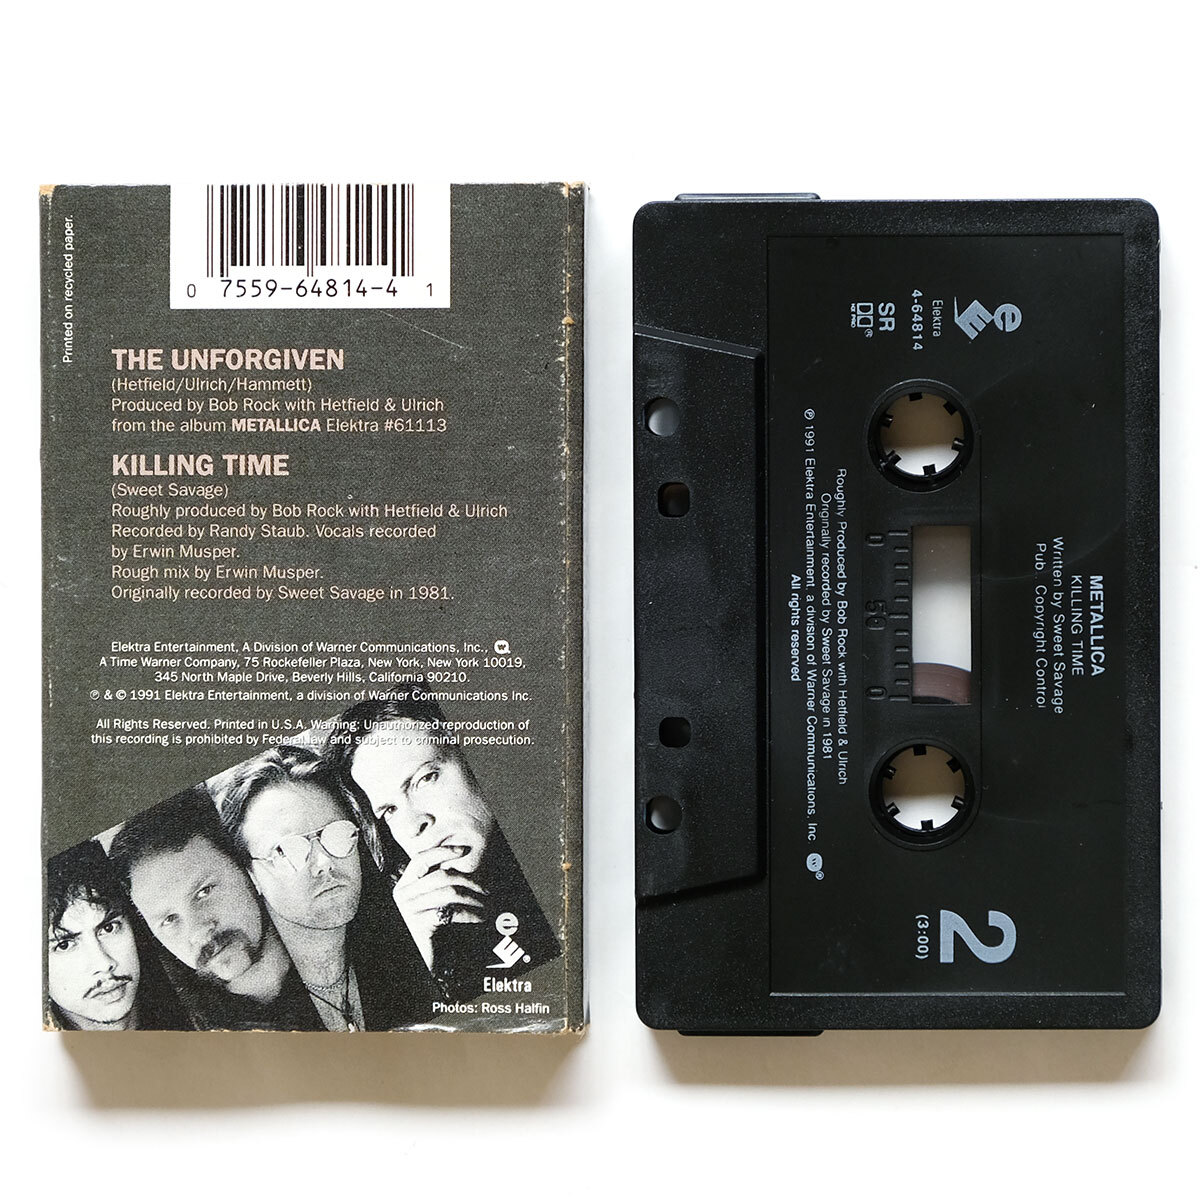 Printed on recycled paper.
0 7559-64814-4 1
THE UNFORGIVEN
(Hetfield/Ulrich/Hammett)
Produced by Bob Rock with Hetfield & Ulrich
from the album METALLICA Elektra #61113
KILLING TIME
(Sweet Savage)
Roughly produced by Bob Rock with Hetfield & Ulrich
Recorded by Randy Staub. Vocals recorded
by Erwin Musper.
Rough mix by Erwin Musper.
Originally recorded by Sweet Savage in 1981.
Elektra Entertainment, A Division of Warner Communications, Inc.,
A Time Warner Company, 75 Rockefeller Plaza, New York, New York 10019,
345 North Maple Drive, Beverly Hills, California 90210.
℗ & © 1991 Elektra Entertainment, a division of Warner Communications Inc.
All Rights Reserved. Printed in U.S.A. Warning: Unauthorized reproduction of
this recording is prohibited by Federal law and subject to criminal prosecution.
e
Elektra
Photos: Ross Halfin
e
Elektra
4-64814
SR
METALLICA
KILLING TIME
Written by Sweet Savage
Pub. Copyright Control
0 50 0
Roughly Produced by Bob Rock with Hetfield & Ulrich
Originally recorded by Sweet Savage in 1981
℗ 1991 Elektra Entertainment, a division of Warner Communications, Inc.
All rights reserved
2
(3:00)